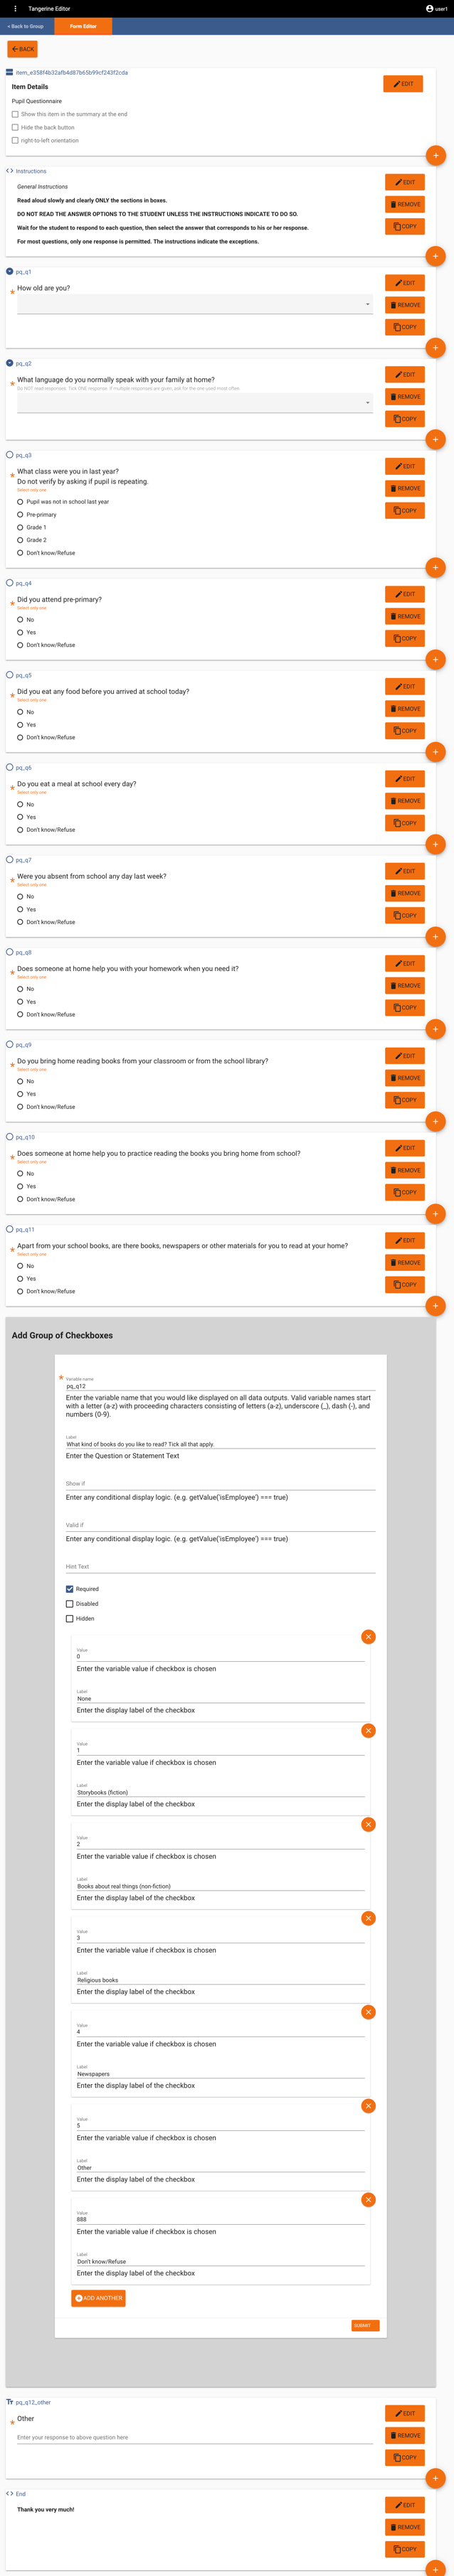 Tangerine Editor
user1
< Back to Group
Form Editor
BACK
item_e358f4b32afb4d87b65b99cf243f2cda
Item Details
EDIT
Pupil Questionnaire
Show this item in the summary at the end
Hide the back button
right-to-left orientation
Instructions
General Instructions
EDIT
Read aloud slowly and clearly ONLY the sections in boxes.
REMOVE
DO NOT READ THE ANSWER OPTIONS TO THE STUDENT UNLESS THE INSTRUCTIONS INDICATE TO DO SO.
Wait for the student to respond to each question, then select the answer that corresponds to his or her response.
COPY
For most questions, only one response is permitted. The instructions indicate the exceptions.
pq_q1
How old are you?
EDIT
REMOVE
COPY
pq_q2
What language do you normally speak with your family at home?
Do NOT read responses. Tick ONE response. If multiple responses are given, ask for the one used most often.
EDIT
REMOVE
COPY
pq_q3
What class were you in last year?
Do not verify by asking if pupil is repeating.
Select only one
Pupil was not in school last year
Pre-primary
Grade 1
Grade 2
Don't know/Refuse
EDIT
REMOVE
COPY
pq_q4
Did you attend pre-primary?
Select only one
No
Yes
Don't know/Refuse
EDIT
REMOVE
COPY
pq_q5
Did you eat any food before you arrived at school today?
Select only one
No
Yes
Don't know/Refuse
EDIT
REMOVE
COPY
pq_q6
Do you eat a meal at school every day?
Select only one
No
Yes
Don't know/Refuse
EDIT
REMOVE
COPY
pq_q7
Were you absent from school any day last week?
Select only one
No
Yes
Don't know/Refuse
EDIT
REMOVE
COPY
pq_q8
Does someone at home help you with your homework when you need it?
Select only one
No
Yes
Don't know/Refuse
EDIT
REMOVE
COPY
pq_q9
Do you bring home reading books from your classroom or from the school library?
Select only one
No
Yes
Don't know/Refuse
EDIT
REMOVE
COPY
pq_q10
Does someone at home help you to practice reading the books you bring home from school?
Select only one
No
Yes
Don't know/Refuse
EDIT
REMOVE
COPY
pq_q11
Apart from your school books, are there books, newspapers or other materials for you to read at your home?
Select only one
No
Yes
Don't know/Refuse
EDIT
REMOVE
COPY
Add Group of Checkboxes
Variable name
pq_q12
Enter the variable name that you would like displayed on all data outputs. Valid variable names start
with a letter (a-z) with proceeding characters consisting of letters (a-z), underscore (_), dash (-), and
numbers (0-9).
Label
What kind of books do you like to read? Tick all that apply.
Enter the Question or Statement Text
Show if
Enter any conditional display logic. (e.g. getValue('isEmployee') === true)
Valid if
Enter any conditional display logic. (e.g. getValue('isEmployee') === true)
Hint Text
Required
Disabled
Hidden
Value
0
Enter the variable value if checkbox is chosen
Label
None
Enter the display label of the checkbox
Value
1
Enter the variable value if checkbox is chosen
Label
Storybooks (fiction)
Enter the display label of the checkbox
Value
2
Enter the variable value if checkbox is chosen
Label
Books about real things (non-fiction)
Enter the display label of the checkbox
Value
3
Enter the variable value if checkbox is chosen
Label
Religious books
Enter the display label of the checkbox
Value
4
Enter the variable value if checkbox is chosen
Label
Newspapers
Enter the display label of the checkbox
Value
5
Enter the variable value if checkbox is chosen
Label
Other
Enter the display label of the checkbox
Value
888
Enter the variable value if checkbox is chosen
Label
Don't know/Refuse
Enter the display label of the checkbox
ADD ANOTHER
SUBMIT
pq_q12_other
Other
Enter your response to above question here
EDIT
REMOVE
COPY
End
Thank you very much!
EDIT
REMOVE
COPY